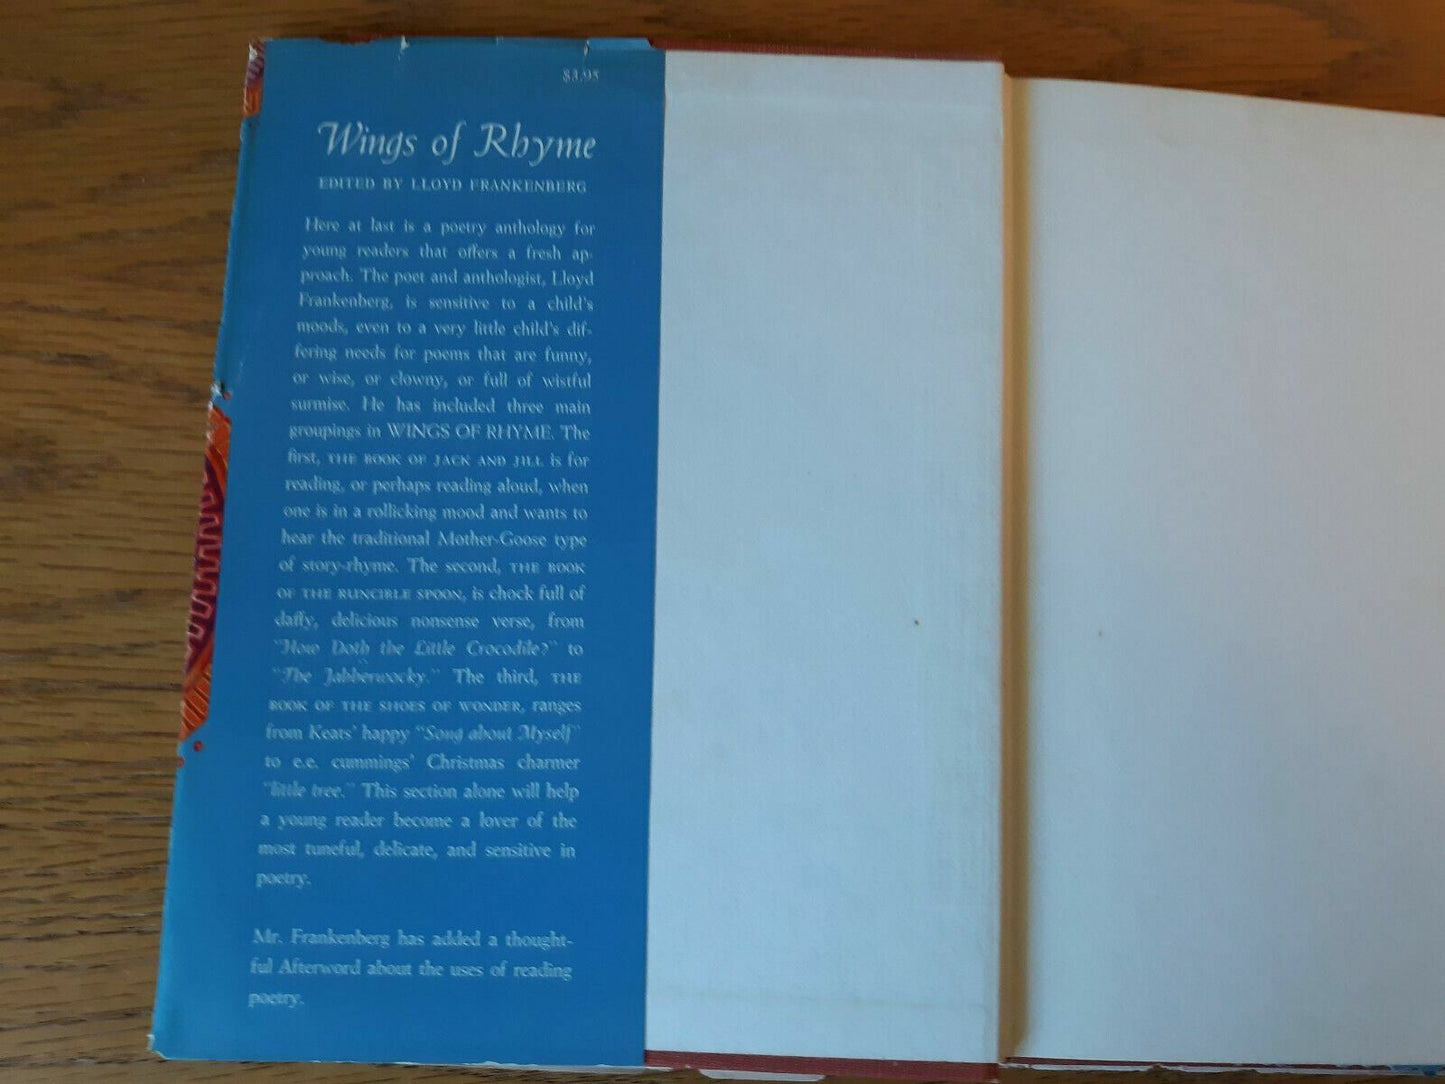 $3.95
Wings of Rhyme
EDITED BY LLOYD FRANKENBERG
Here at last is a poetry anthology for
young readers that offers a fresh ap-
proach. The poet and anthologist, Lloyd
Frankenberg, is sensitive to a child's
moods, even to a very little child's dif-
fering needs for poems that are funny,
or wise, or clowny, or full of wistful
surmise. He has included three main
groupings in WINGS OF RHYME. The
first, THE BOOK OF JACK AND JILL is for
reading, or perhaps reading aloud, when
one is in a rollicking mood and wants to
hear the traditional Mother-Goose type
of story-rhyme. The second, THE BOOK
OF THE RUNCIBLE SPOON, is chock full of
daffy, delicious nonsense verse, from
"How Doth the Little Crocodile?" to
"The Jabberwocky." The third, THE
BOOK OF THE SHOES OF WONDER, ranges
from Keats' happy "Song about Myself"
to e.e. cummings' Christmas charmer
"little tree." This section alone will help
a young reader become a lover of the
most tuneful, delicate, and sensitive in
poetry.
Mr. Frankenberg has added a thought-
ful Afterword about the uses of reading
poetry.